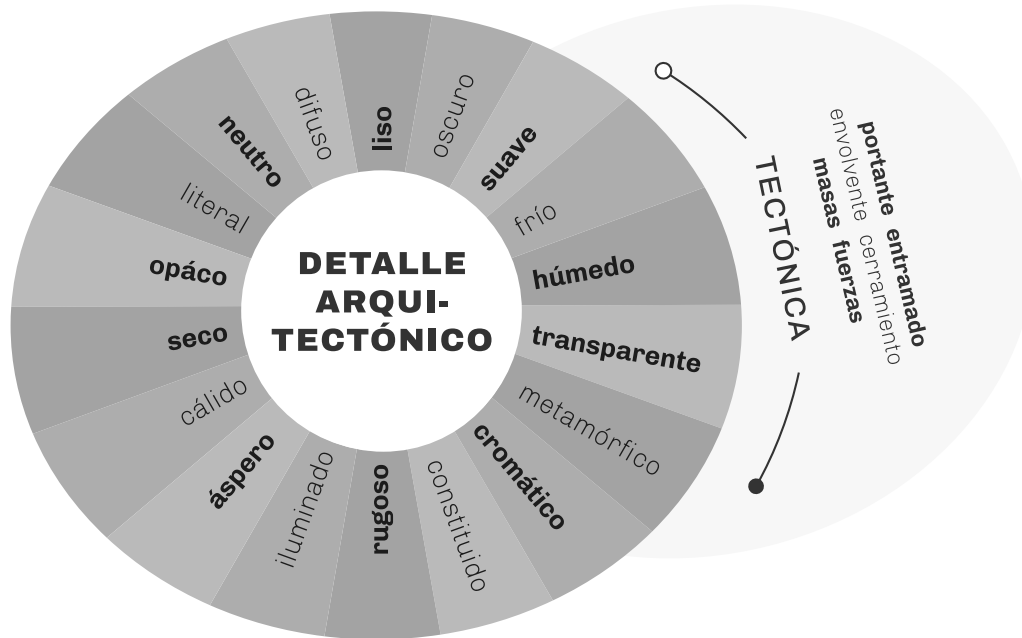 DETALLE
ARQUI-
TECTÓNICO
liso
oscuro
suave
frío
húmedo
transparente
metamórfico
cromático
constituido
rugoso
iluminado
áspero
cálido
seco
opáco
literal
neutro
difuso
TECTÓNICA
portante entramado
envolvente cerramiento
masas fuerzas